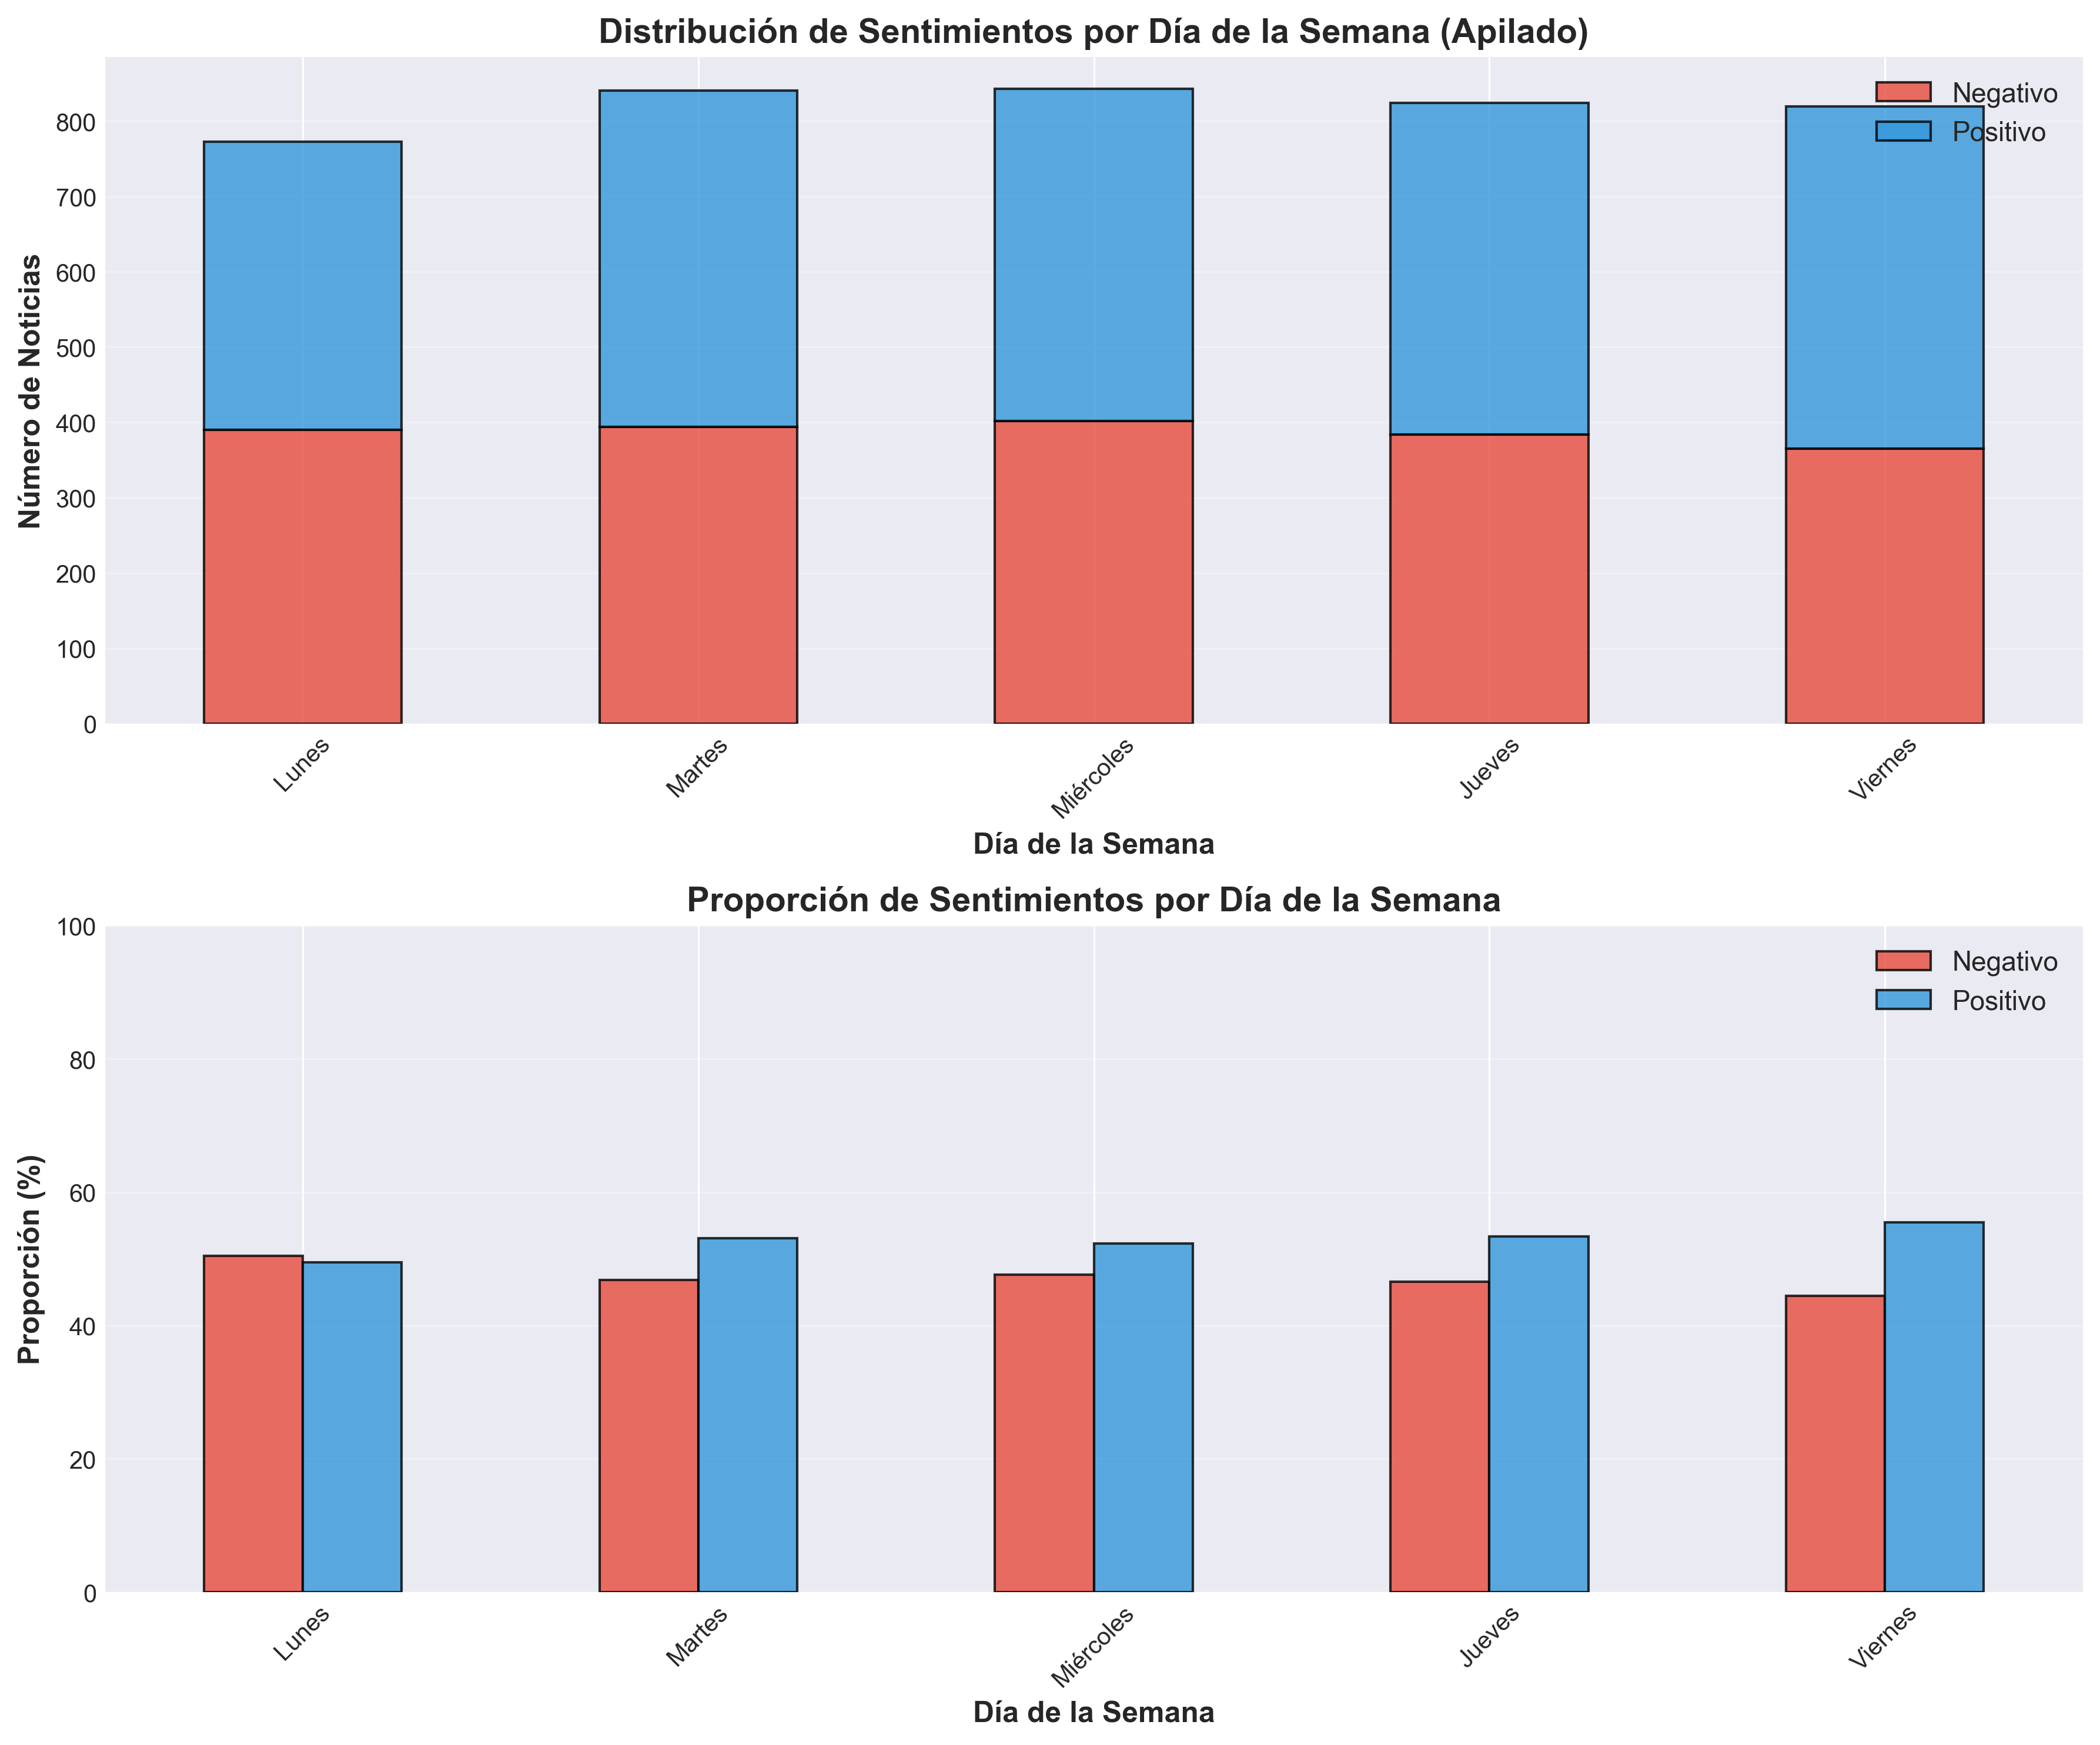 Distribución de Sentimientos por Día de la Semana (Apilado)
Negativo
Positivo
Número de Noticias
800
700
600
500
400
300
200
100
0
Lunes
Martes
Miércoles
Jueves
Viernes
Día de la Semana
Proporción de Sentimientos por Día de la Semana
Negativo
Positivo
Proporción (%)
100
80
60
40
20
0
Lunes
Martes
Miércoles
Jueves
Viernes
Día de la Semana